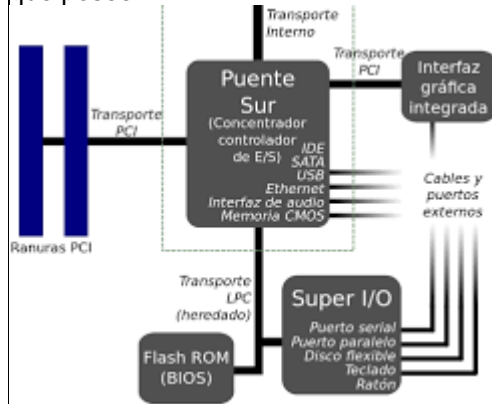 Transporte
Interno
Puente
Sur
(Concentrador
controlador
de E/S)
IDE
SATA
USB
Ethernet
Interfaz de audio
Memoria CMOS
Transporte
PCI
Interfaz
gráfica
integrada
Transporte
PCI
Ranuras PCI
Cables y
puertos
externos
Transporte
LPC
(heredado)
Super I/O
Puerto serial
Puerto paralelo
Disco flexible
Teclado
Ratón
Flash ROM
(BIOS)